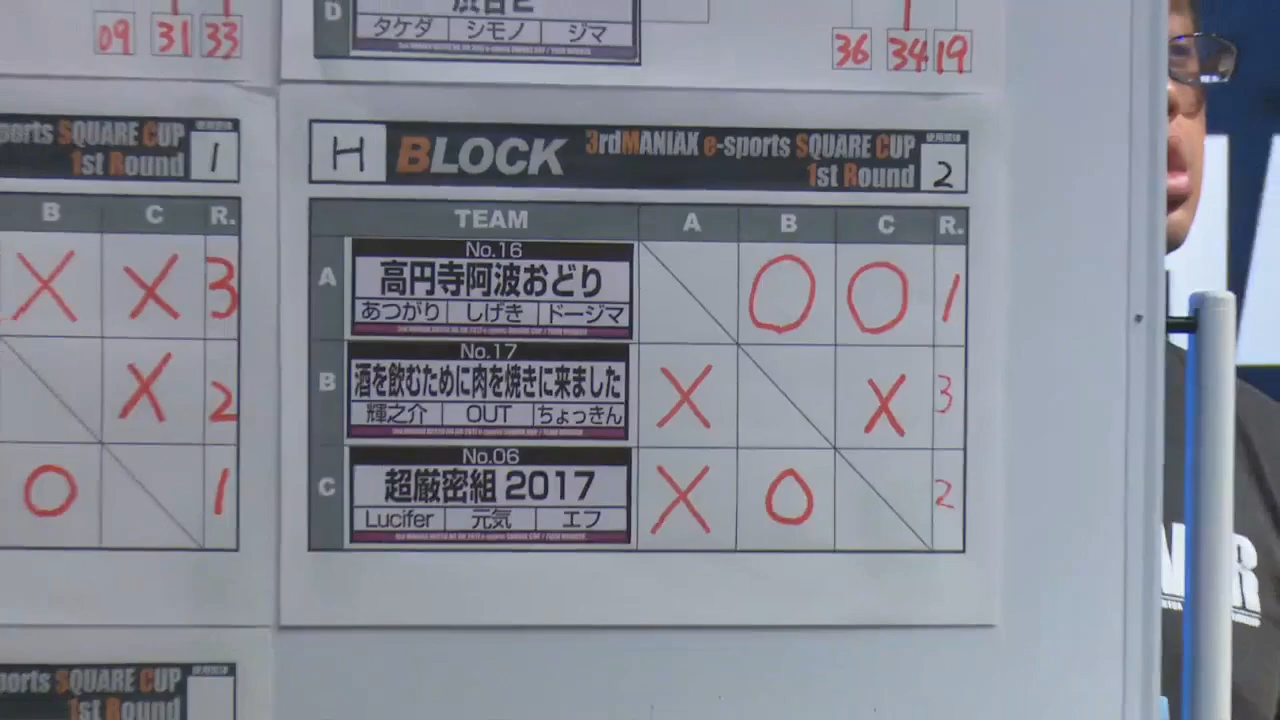 D
渋谷2
タケダ シモノ ジマ
09 31 33
36 34 19
ports SQUARE CUP
1st Round 1
B C R.
X X 3
X 2
O 1
H BLOCK 3rdMANIAX e-sports SQUARE CUP
1st Round 2
TEAM A B C R.
A
No.16
高円寺阿波おどり
あつがり しげき ドージマ
O O 1
B
No.17
酒を飲むために肉を焼きに来ました
輝之介 OUT ちょっきん
X X 3
C
No.06
超厳密組 2017
Lucifer 元気 エフ
X O 2
ports SQUARE CUP
1st Round